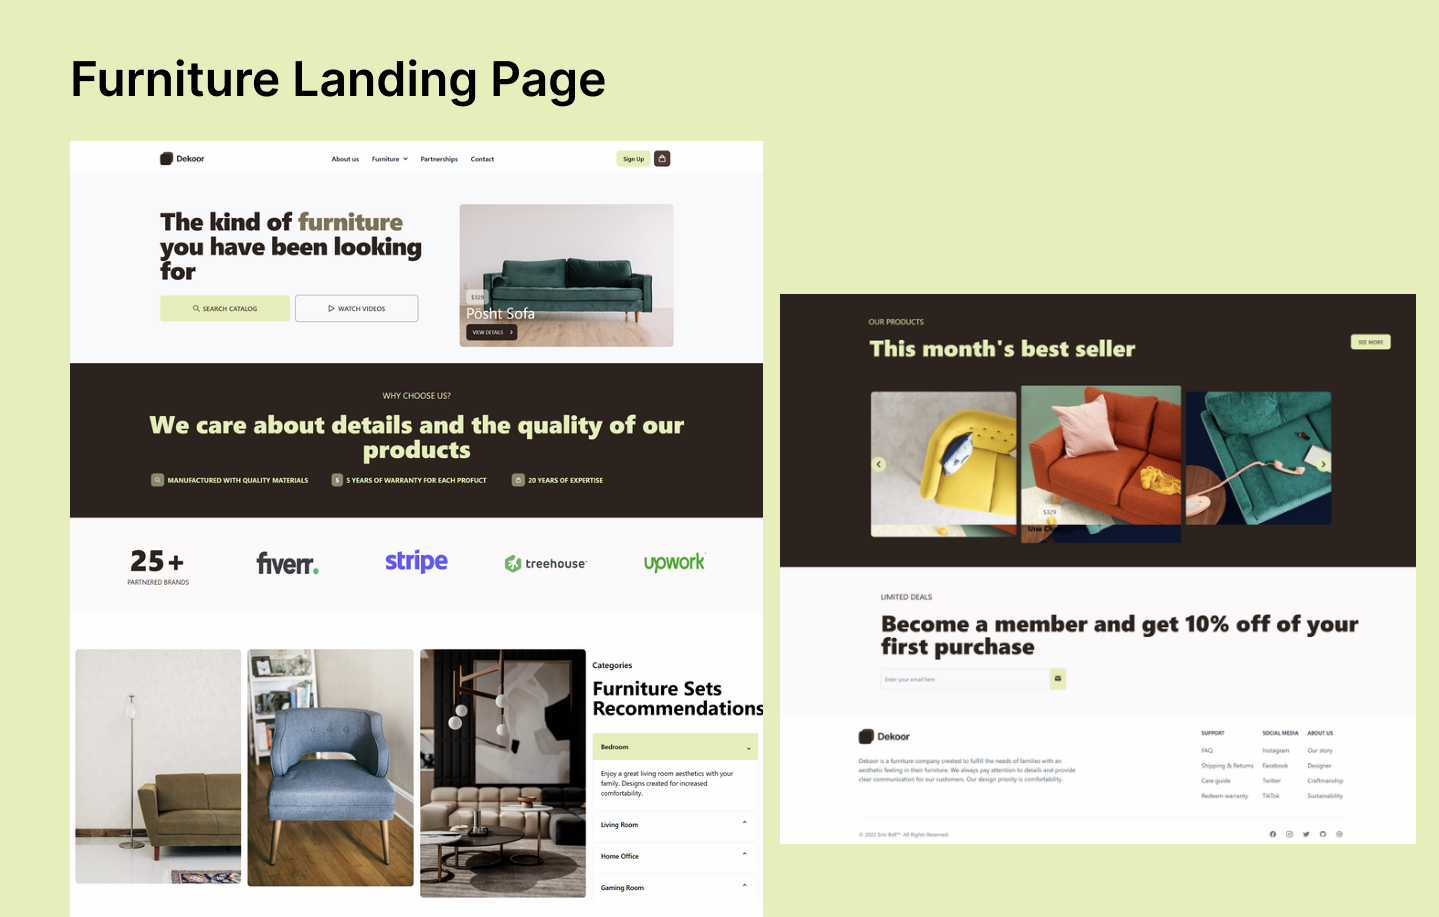 Furniture Landing Page
Dekoor
About us
Furniture
Partnerships
Contact
Sign Up
The kind of furniture
you have been looking
for
SEARCH CATALOG
WATCH VIDEOS
$329
Pösht Sofa
VIEW DETAILS
WHY CHOOSE US?
We care about details and the quality of our
products
MANUFACTURED WITH QUALITY MATERIALS
$
5 YEARS OF WARRANTY FOR EACH PROFUCT
20 YEARS OF EXPERTISE
25+
PARTNERED BRANDS
fiverr.
stripe
treehouse
upwork
Categories
Furniture Sets
Recommendations
Bedroom
Enjoy a great living room aesthetics with your
family. Designs created for increased
comfortability.
Living Room
Home Office
Gaming Room
OUR PRODUCTS
This month's best seller
SEE MORE
$329
Una
LIMITED DEALS
Become a member and get 10% off of your
first purchase
Enter your email here
Dekoor
Dekoor is a furniture company created to fulfill the needs of families with an
aesthetic feeling in their furniture. We always pay attention to details and provide
clear communication for our customers. Our design priority is comfortability.
SUPPORT
FAQ
Shipping & Returns
Care guide
Redeem warranty
SOCIAL MEDIA
Instagram
Facebook
Twitter
TikTok
ABOUT US
Our story
Designer
Craftmanship
Sustainability
© 2022 Erin Bell™. All Rights Reserved.